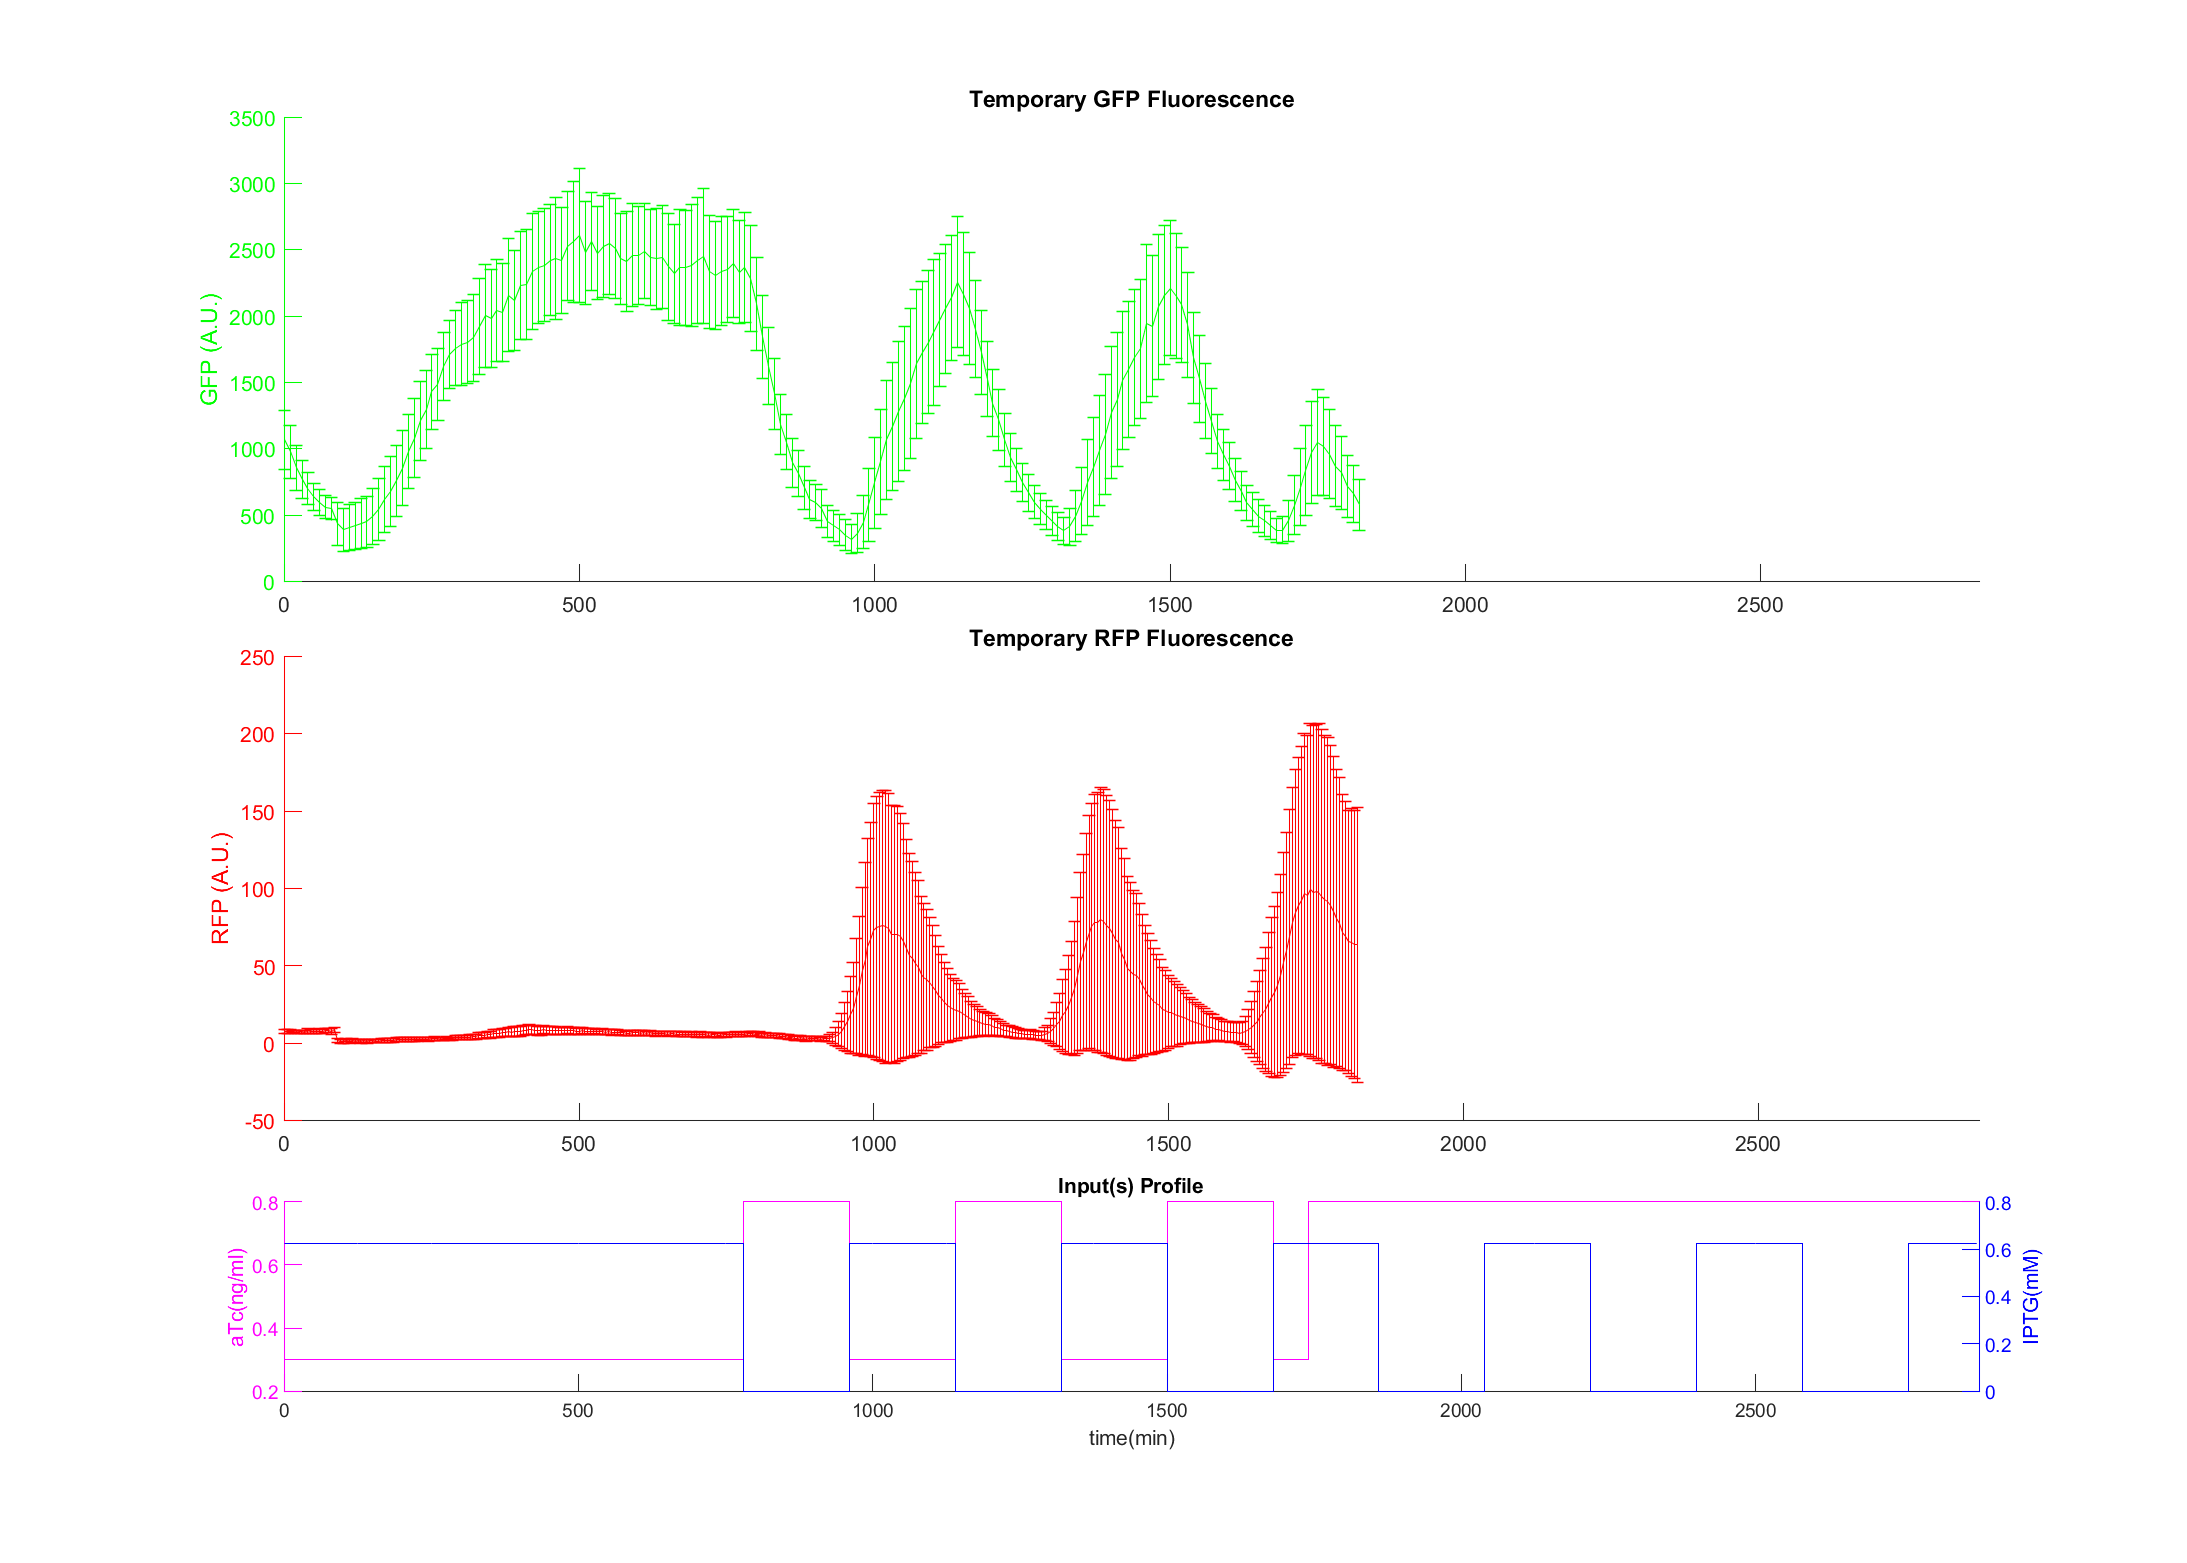 Temporary GFP Fluorescence
3500
3000
2500
2000
1500
1000
500
0
GFP (A.U.)
0 500 1000 1500 2000 2500
Temporary RFP Fluorescence
250
200
150
100
50
0
-50
RFP (A.U.)
0 500 1000 1500 2000 2500
Input(s) Profile
0.8
0.6
0.4
0.2
aTc(ng/ml)
0.8
0.6
0.4
0.2
0
IPTG(mM)
0 500 1000 1500 2000 2500
time(min)